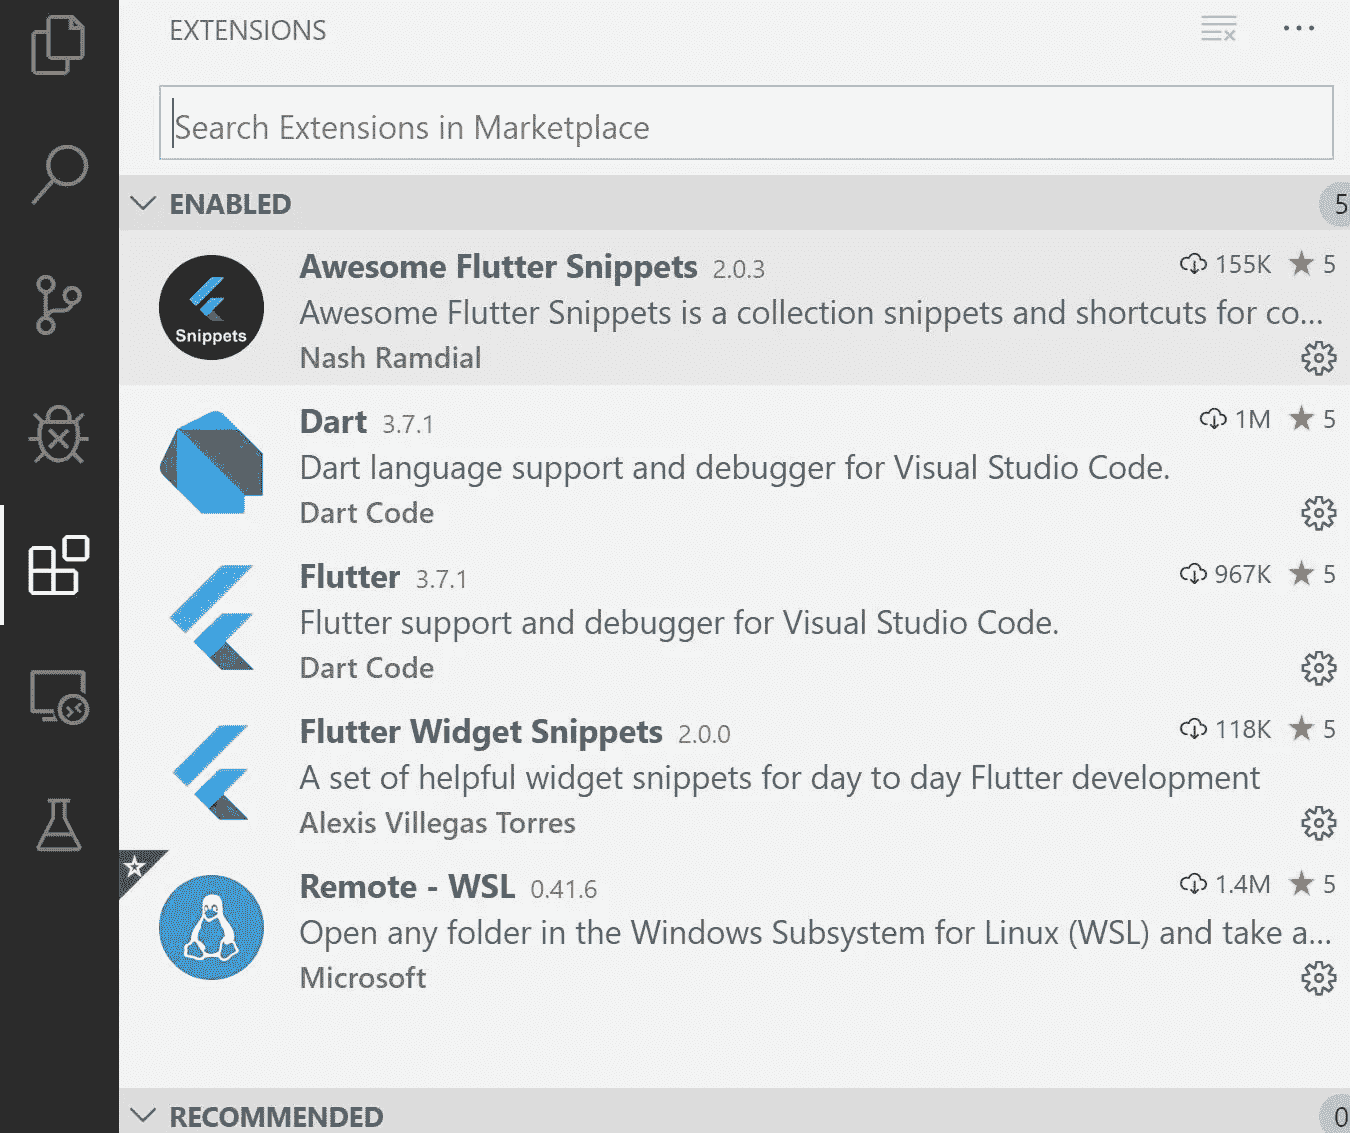 EXTENSIONS
Search Extensions in Marketplace
ENABLED 5
Awesome Flutter Snippets 2.0.3 155K 5
Snippets
Awesome Flutter Snippets is a collection snippets and shortcuts for co...
Nash Ramdial
Dart 3.7.1 1M 5
Dart language support and debugger for Visual Studio Code.
Dart Code
Flutter 3.7.1 967K 5
Flutter support and debugger for Visual Studio Code.
Dart Code
Flutter Widget Snippets 2.0.0 118K 5
A set of helpful widget snippets for day to day Flutter development
Alexis Villegas Torres
Remote - WSL 0.41.6 1.4M 5
Open any folder in the Windows Subsystem for Linux (WSL) and take a...
Microsoft
RECOMMENDED 0